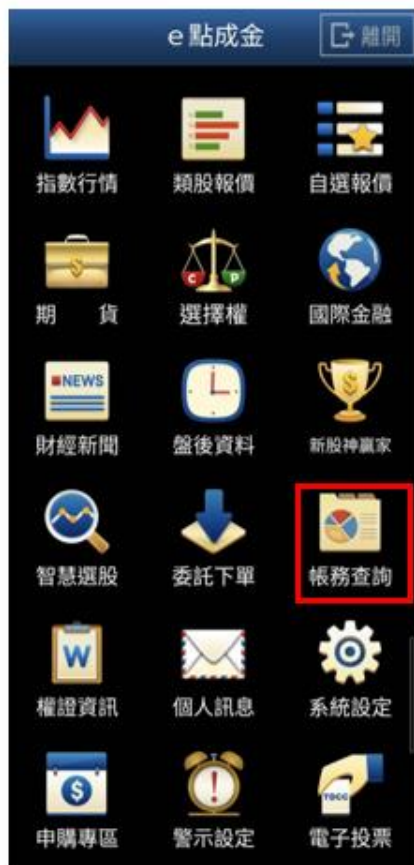 e點成金
離開
指數行情
類股報價
自選報價
$
C
P
期 貨
選擇權
國際金融
NEWS
$
財經新聞
盤後資料
新股神贏家
智慧選股
委託下單
帳務查詢
W
權證資訊
個人訊息
系統設定
$
!
TDCC
申購專區
警示設定
電子投票